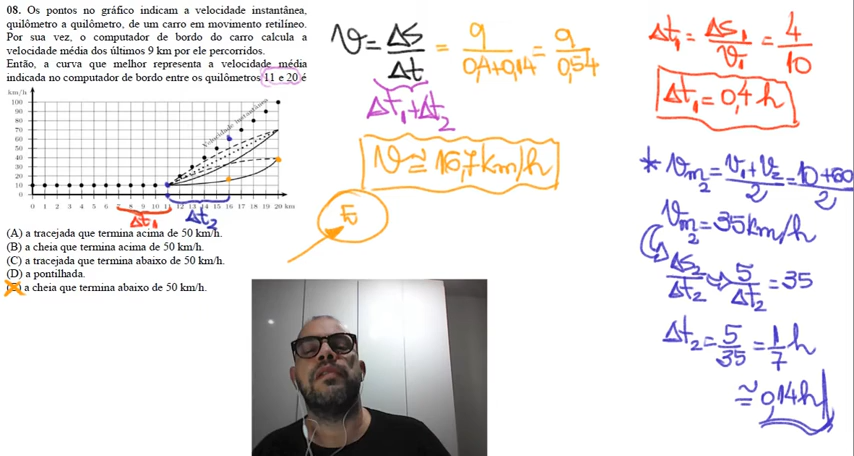 08. Os pontos no gráfico indicam a velocidade instantânea,
quilômetro a quilômetro, de um carro em movimento retilíneo.
Por sua vez, o computador de bordo do carro calcula a
velocidade média dos últimos 9 km por ele percorridos.
Então, a curva que melhor representa a velocidade média
indicada no computador de bordo entre os quilômetros 11 e 20 é
km/h
100
90
80
70
60
50
40
30
20
10
0
Velocidade instantânea
0 1 2 3 4 5 6 7 8 9 10 11 12 13 14 15 16 17 18 19 20 km
Δt₁ Δt₂
(A) a tracejada que termina acima de 50 km/h.
(B) a cheia que termina acima de 50 km/h.
(C) a tracejada que termina abaixo de 50 km/h.
(D) a pontilhada.
(E) a cheia que termina abaixo de 50 km/h.
V = ΔS/Δt = 9/(0,4+0,14) = 9/0,54
Δt₁+Δt₂
V ≅ 16,7 km/h
E
Δt₁ = ΔS₁/V₁ = 4/10
Δt₁ = 0,4 h
* Vm₂ = (V₁+V₂)/2 = (10+60)/2
Vm₂ = 35 km/h
ΔS₂/Δt₂ → 5/Δt₂ = 35
Δt₂ = 5/35 = 1/7 h
≅ 0,14 h